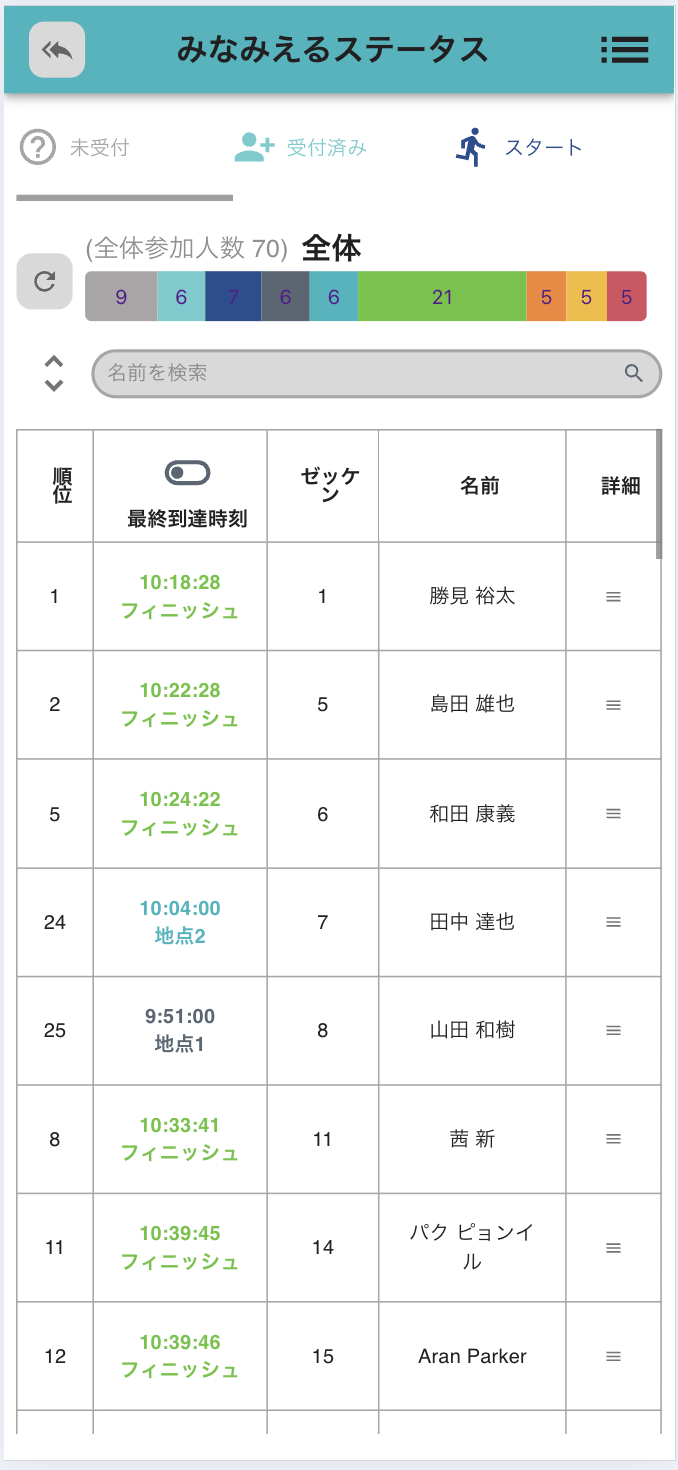 みなみえるステータス
未受付 受付済み スタート
(全体参加人数 70) 全体
9 6 7 6 6 21 5 5 5
名前を検索
順位 最終到達時刻 ゼッケン 名前 詳細
1 10:18:28 フィニッシュ 1 勝見 裕太
2 10:22:28 フィニッシュ 5 島田 雄也
5 10:24:22 フィニッシュ 6 和田 康義
24 10:04:00 地点2 7 田中 達也
25 9:51:00 地点1 8 山田 和樹
8 10:33:41 フィニッシュ 11 茜 新
11 10:39:45 フィニッシュ 14 パク ピョンイル
12 10:39:46 フィニッシュ 15 Aran Parker